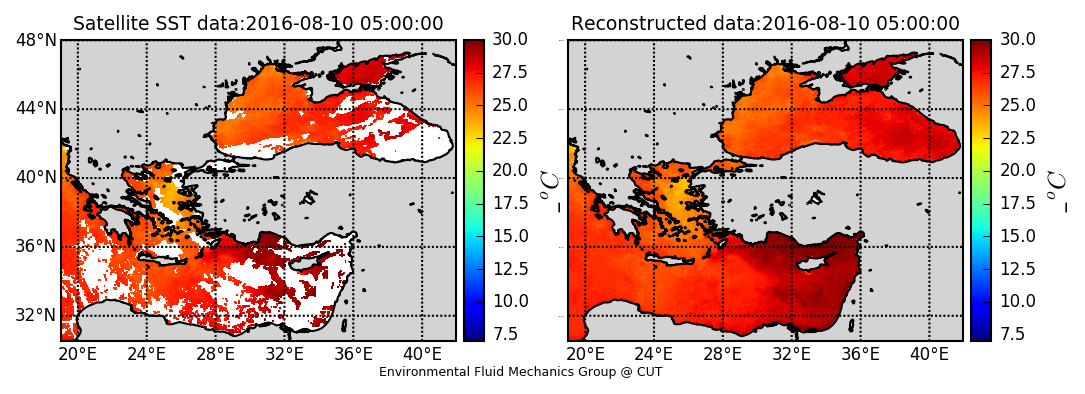 Satellite SST data:2016-08-10 05:00:00
48°N
44°N
40°N
36°N
32°N
20°E 24°E 28°E 32°E 36°E 40°E
30.0
27.5
25.0
22.5
20.0
17.5
15.0
12.5
10.0
7.5
_°C
Reconstructed data:2016-08-10 05:00:00
20°E 24°E 28°E 32°E 36°E 40°E
30.0
27.5
25.0
22.5
20.0
17.5
15.0
12.5
10.0
7.5
_°C
Environmental Fluid Mechanics Group @ CUT